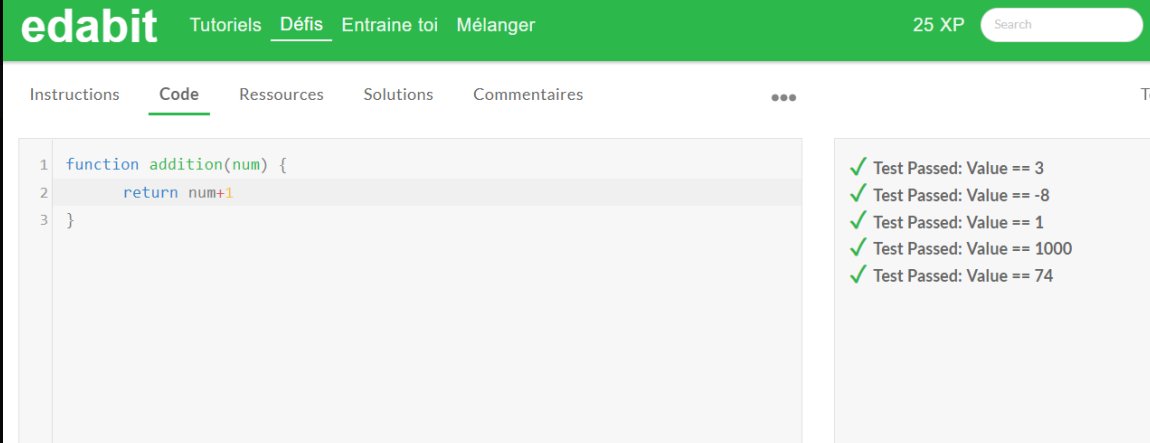 edabit Tutoriels Défis Entraine toi Mélanger 25 XP Search
Instructions Code Ressources Solutions Commentaires •••
1 function addition(num) {
2 return num+1
3 }
✓ Test Passed: Value == 3
✓ Test Passed: Value == -8
✓ Test Passed: Value == 1
✓ Test Passed: Value == 1000
✓ Test Passed: Value == 74